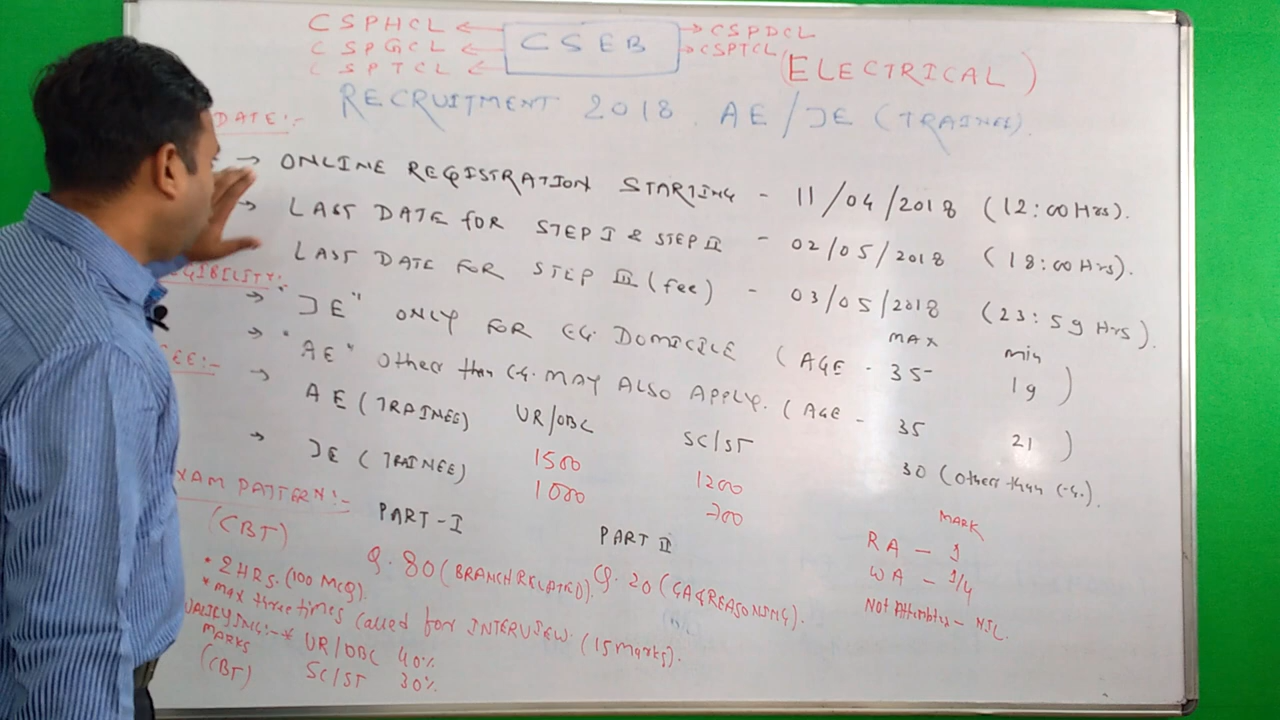 CSPHCL ← CSEB → CSPDCL
CSPGCL ← → CSPTCL
CSPTCL ←
(ELECTRICAL)
RECRUITMENT 2018. AE/JE (TRAINEE).
DATE:-
→ ONLINE REGISTRATION STARTING - 11/04/2018 (12:00 Hrs).
→ LAST DATE FOR STEP I & STEP II - 02/05/2018 (18:00 Hrs).
LAST DATE FOR STEP III (fee) - 03/05/2018 (23:59 Hrs).
GIBILITY:
MAX min
→ "JE" ONLY FOR CG. DOMICILE (AGE - 35 19)
→ "AE" Other than C.G. MAY ALSO APPLY. (AGE - 35 21)
30 (Other than C.G.).
EE:-
UR/OBC SC/ST
→ AE (TRAINEE) 1500 1200
→ JE (TRAINEE) 1000 700
XAM PATTERN:-
(CBT)
PART-I PART II
Q. 80 (BRANCH RELATED). Q. 20 (GA & REASONING).
MARK
RA - 1
WA - 1/4
Not Attempted - NIL.
* 2HRS. (100 MCQ).
* max three times called for INTERVIEW. (15 marks).
UALIFYING:- * UR/OBC 40%
MARKS
(CBT) SC/ST 30%